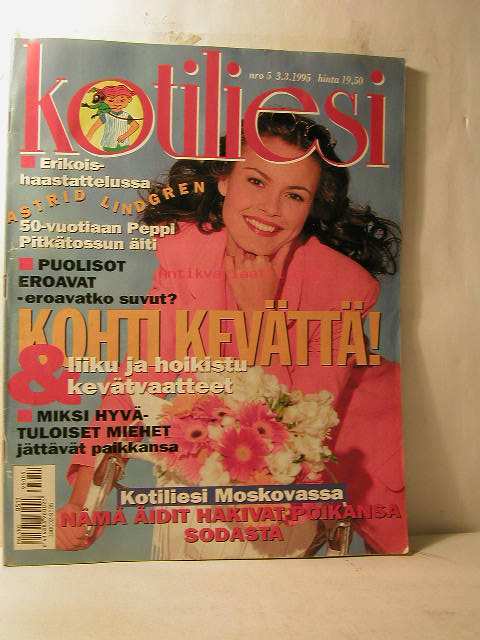 nro 5 3.3.1995 hinta 19,50
kotiliesi
Erikois-
haastattelussa
ASTRID LINDGREN
50-vuotiaan Peppi
Pitkätossun äiti
PUOLISOT
EROAVAT
-eroavatko suvut?
Antikvariaat
KOHTI KEVÄTTÄ!
& liiku ja hoikistu
kevätvaatteet
MIKSI HYVÄ-
TULOISET MIEHET
jättävät paikkansa
Kotiliesi Moskovassa
NÄMÄ ÄIDIT HAKIVAT POIKANSA
SODASTA